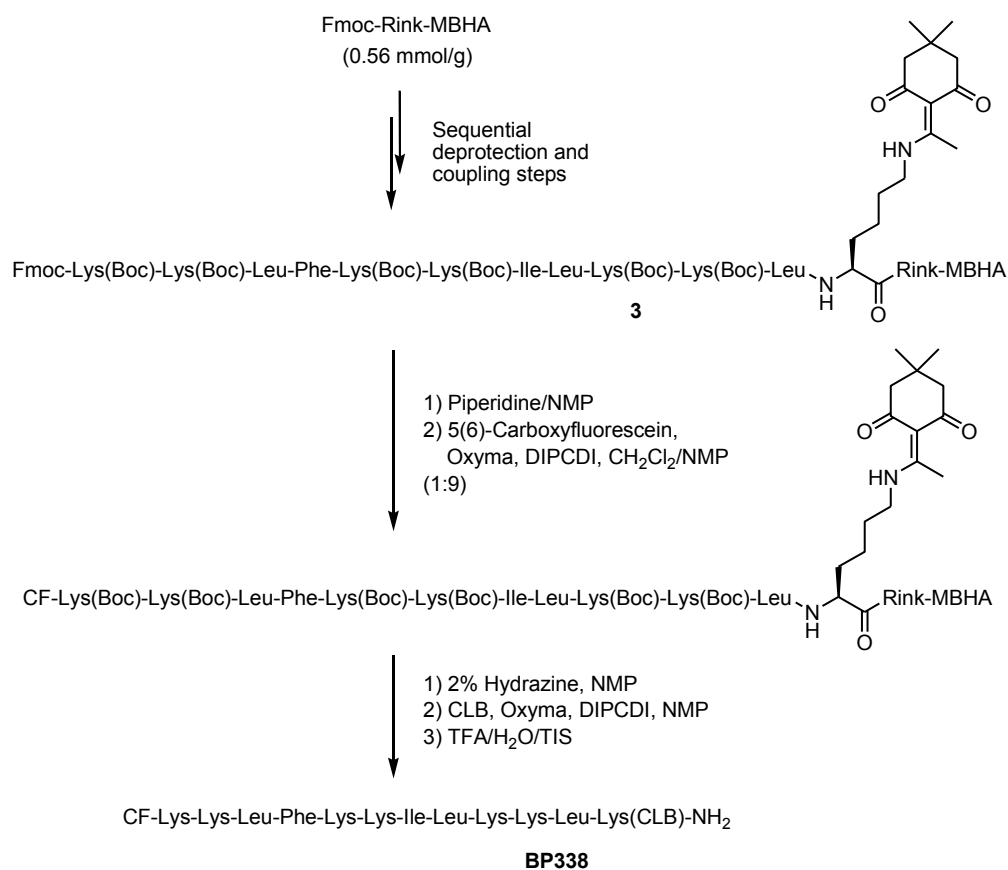 Fmoc-Rink-MBHA
(0.56 mmol/g)
Sequential
deprotection and
coupling steps
O O
HN
Fmoc-Lys(Boc)-Lys(Boc)-Leu-Phe-Lys(Boc)-Lys(Boc)-Ile-Leu-Lys(Boc)-Lys(Boc)-Leu N H O Rink-MBHA
3
1) Piperidine/NMP
2) 5(6)-Carboxyfluorescein,
Oxyma, DIPCDI, CH2Cl2/NMP
(1:9)
O O
HN
CF-Lys(Boc)-Lys(Boc)-Leu-Phe-Lys(Boc)-Lys(Boc)-Ile-Leu-Lys(Boc)-Lys(Boc)-Leu N H O Rink-MBHA
1) 2% Hydrazine, NMP
2) CLB, Oxyma, DIPCDI, NMP
3) TFA/H2O/TIS
CF-Lys-Lys-Leu-Phe-Lys-Lys-Ile-Leu-Lys-Lys-Leu-Lys(CLB)-NH2
BP338